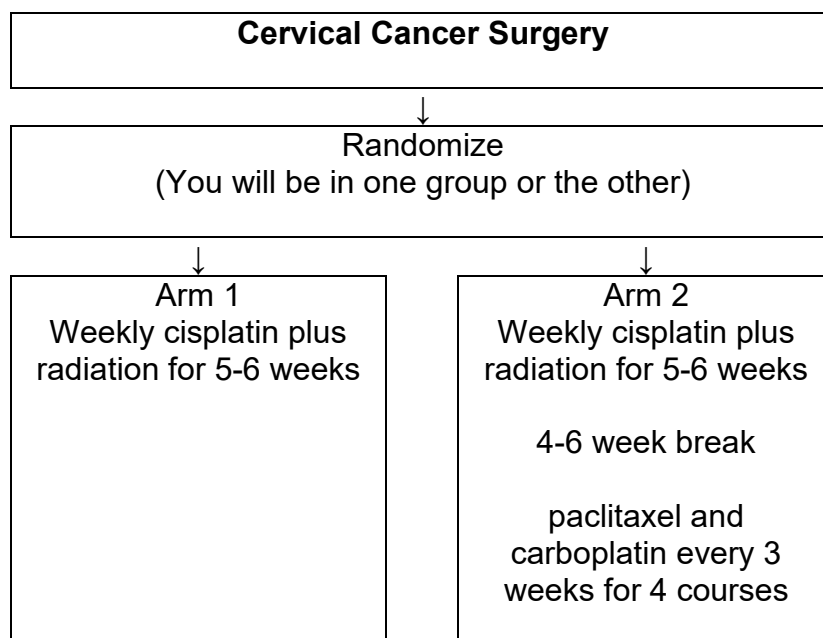 Cervical Cancer Surgery
↓
Randomize
(You will be in one group or the other)
↓
↓
Arm 1
Weekly cisplatin plus
radiation for 5-6 weeks
Arm 2
Weekly cisplatin plus
radiation for 5-6 weeks
4-6 week break
paclitaxel and
carboplatin every 3
weeks for 4 courses